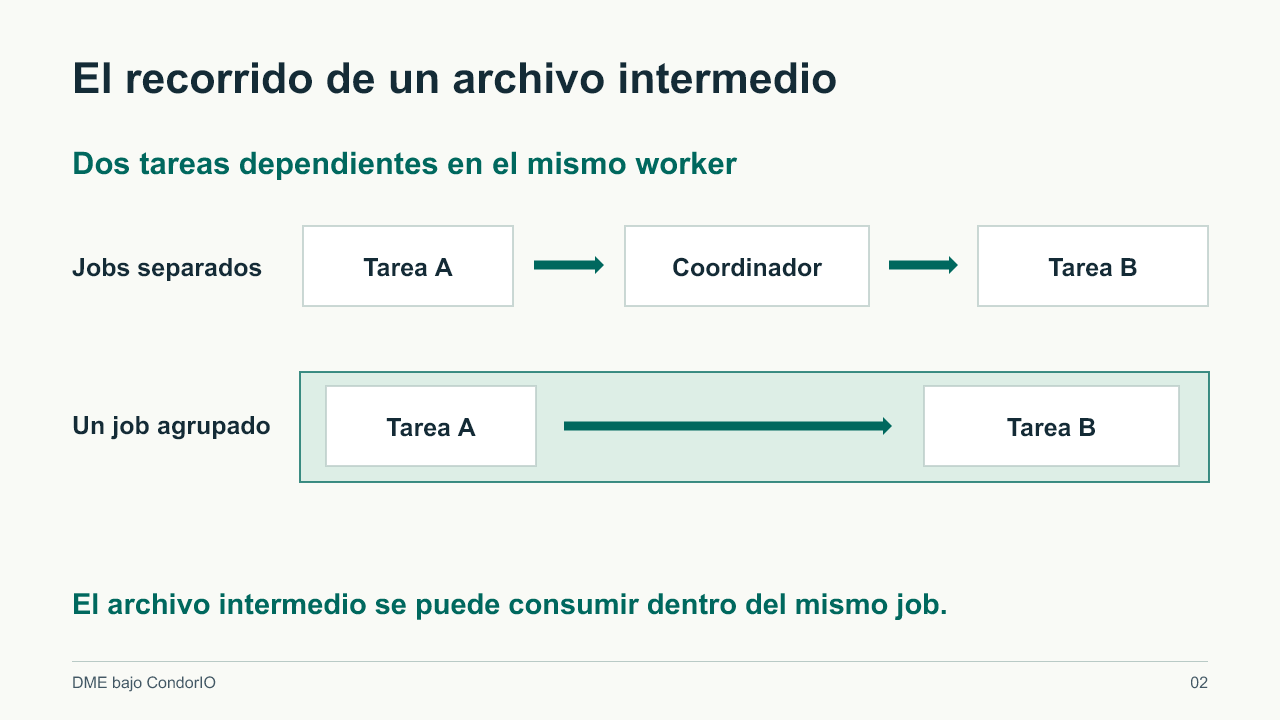 El recorrido de un archivo intermedio
Dos tareas dependientes en el mismo worker
Jobs separados
Tarea A
Coordinador
Tarea B
Un job agrupado
Tarea A
Tarea B
El archivo intermedio se puede consumir dentro del mismo job.
DME bajo CondorIO
02